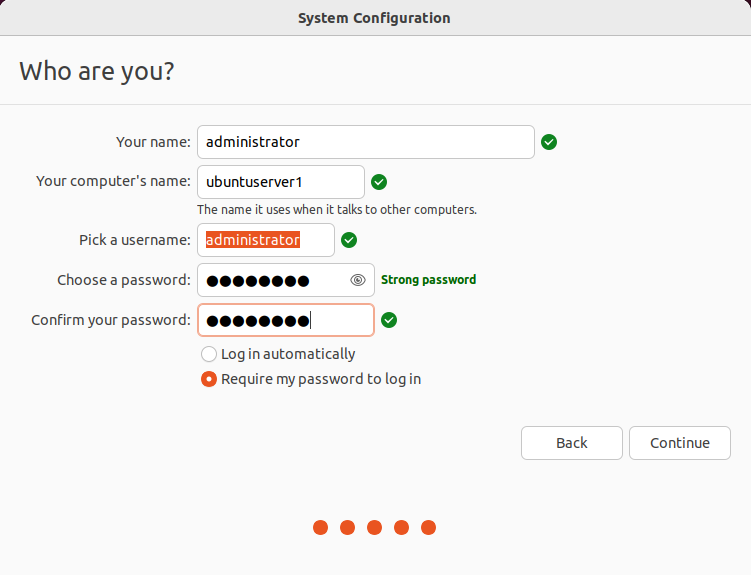 System Configuration
Who are you?
Your name: administrator
Your computer's name: ubuntuserver1
The name it uses when it talks to other computers.
Pick a username: administrator
Choose a password: ●●●●●●●● Strong password
Confirm your password: ●●●●●●●●
Log in automatically
Require my password to log in
Back Continue